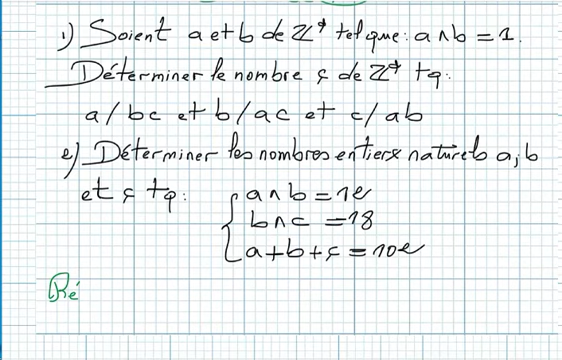 1) Soient a et b de ℤ* tel que: a ∧ b = 1.
Déterminer le nombre c de ℤ* tq:
a/bc et b/ac et c/ab
2) Déterminer les nombres entiers naturels a, b
et c tq: { a ∧ b = 12
b ∧ c = 18
a + b + c = 102
Ré